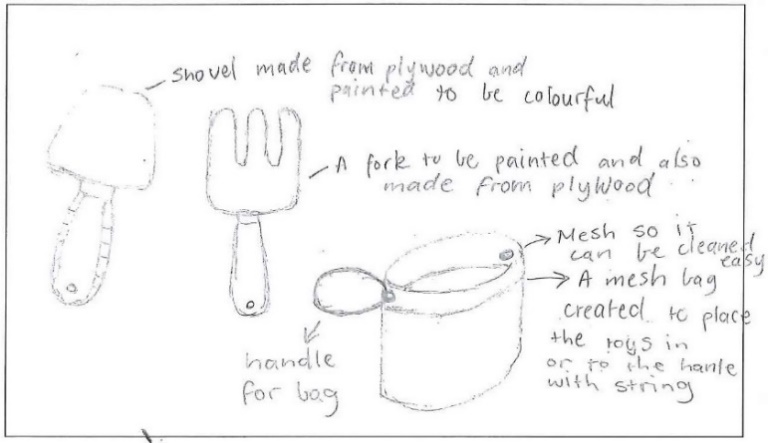 shovel made from plywood and
painted to be colourful
A fork to be painted and also
made from plywood
Mesh so it
can be cleaned
easy
A mesh bag
created to place
the toys in
or to the hanle
with string
handle
for bag